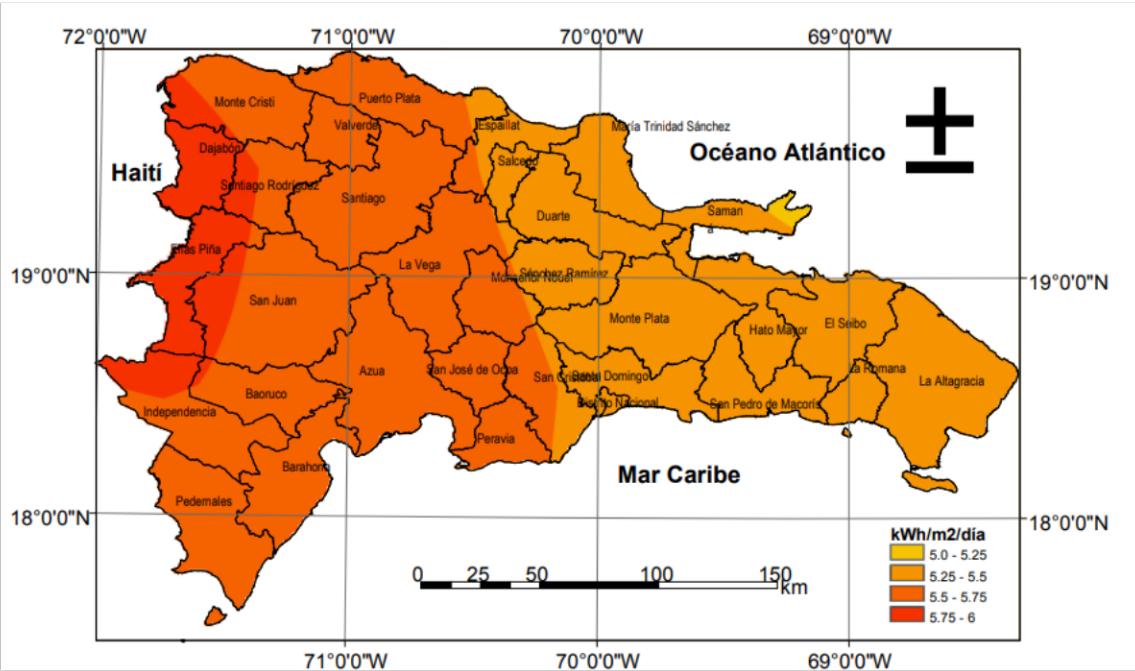 72°0'0"W
71°0'0"W
70°0'0"W
69°0'0"W
Monte Cristi
Puerto Plata
Valverde
Espaillat
María Trinidad Sánchez
Dajabón
Salcedo
Océano Atlántico
Haití
Santiago Rodríguez
Santiago
Duarte
Saman
á
Elías Piña
La Vega
19°0'0"N
Monseñor Nouel
Sánchez Ramírez
19°0'0"N
San Juan
Monte Plata
Hato Mayor
El Seibo
Azua
San José de Ocoa
San Cristóbal
Santo Domingo
La Romana
La Altagracia
Baoruco
Independencia
Distrito Nacional
San Pedro de Macorís
Peravia
Barahona
Mar Caribe
Pedernales
18°0'0"N
18°0'0"N
kWh/m2/día
5.0 - 5.25
5.25 - 5.5
5.5 - 5.75
5.75 - 6
0 25 50 100 150
km
71°0'0"W
70°0'0"W
69°0'0"W